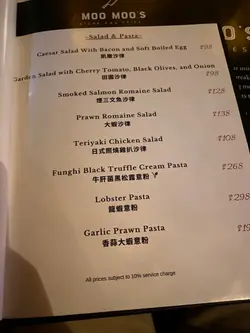 MOO MOO'S
-Salad & Pasta-
Caesar Salad With Bacon and Soft Boiled Egg $98
凱撒沙律
Garden Salad with Cherry Tomato, Black Olives, and Onion $98
田園沙律
Smoked Salmon Romaine Salad $128
煙三文魚沙律
Prawn Romaine Salad $138
大蝦沙律
Teriyaki Chicken Salad $108
日式照燒雞扒沙律
Funghi Black Truffle Cream Pasta $268
牛肝菌黑松露意粉
Lobster Pasta $298
龍蝦意粉
Garlic Prawn Pasta $198
香蒜大蝦意粉
All prices subject to 10% service charge
O'S